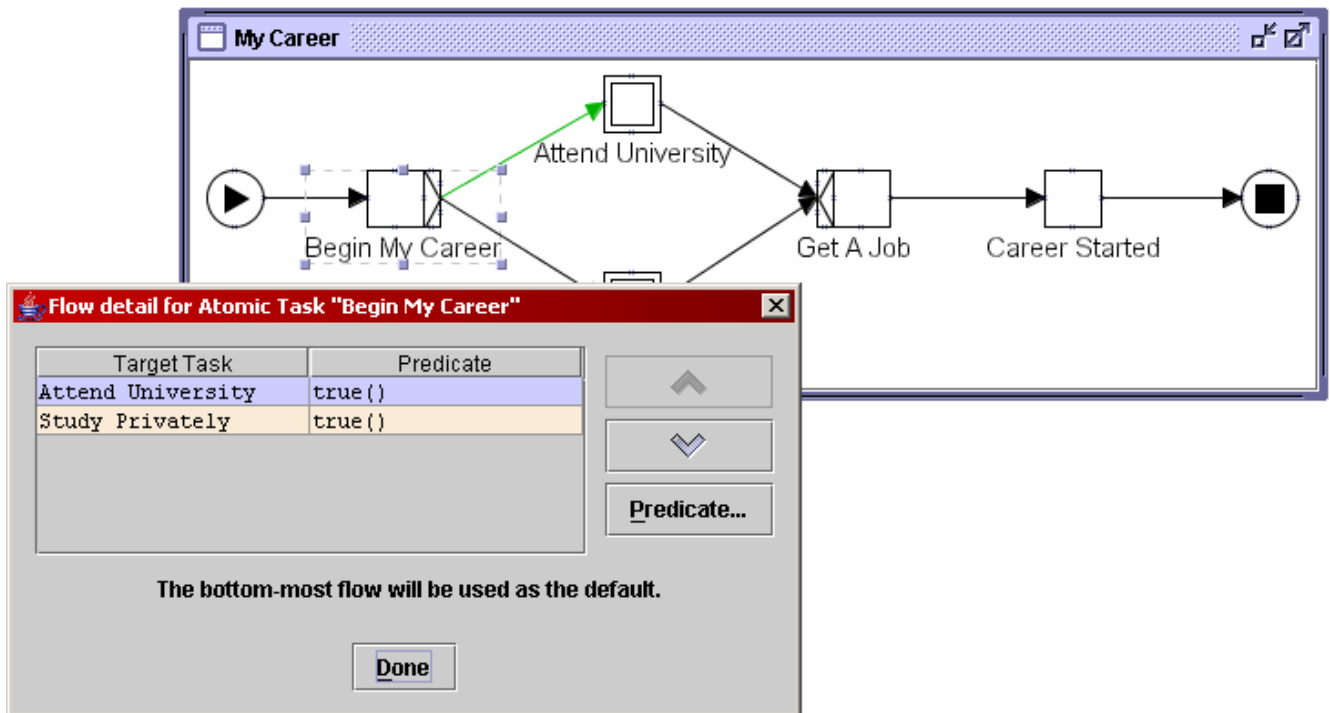 My Career
Attend University
Begin My Career
Get A Job
Career Started
Flow detail for Atomic Task "Begin My Career"
Target Task Predicate
Attend University true()
Study Privately true()
Predicate...
The bottom-most flow will be used as the default.
Done